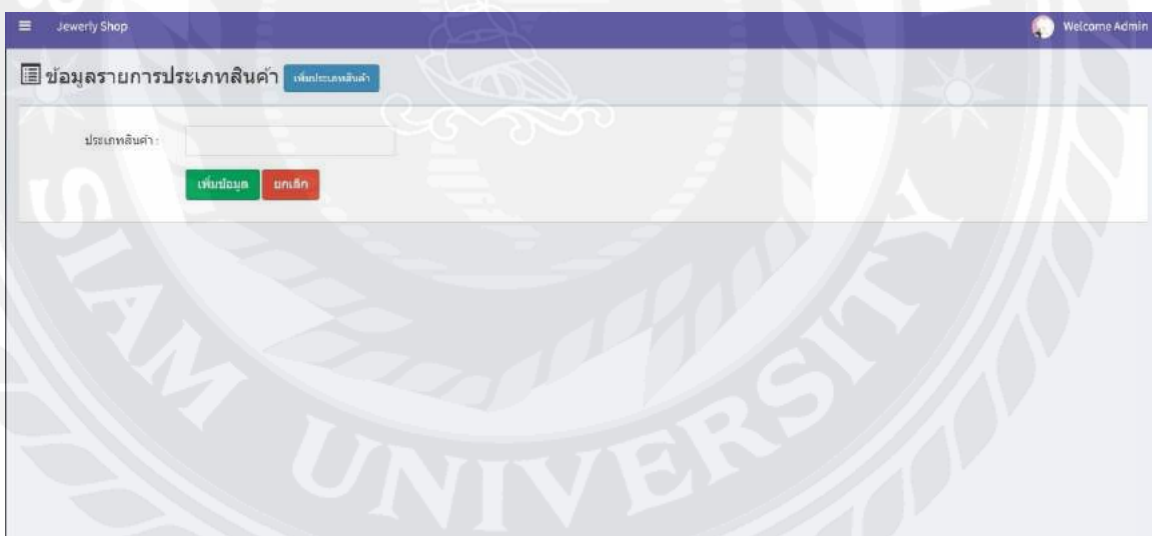 Jewerly Shop
Welcome Admin
ข้อมูลรายการประเภทสินค้า
เพิ่มประเภทสินค้า
ประเภทสินค้า :
เพิ่มข้อมูล
ยกเลิก
SIAM UNIVERSITY